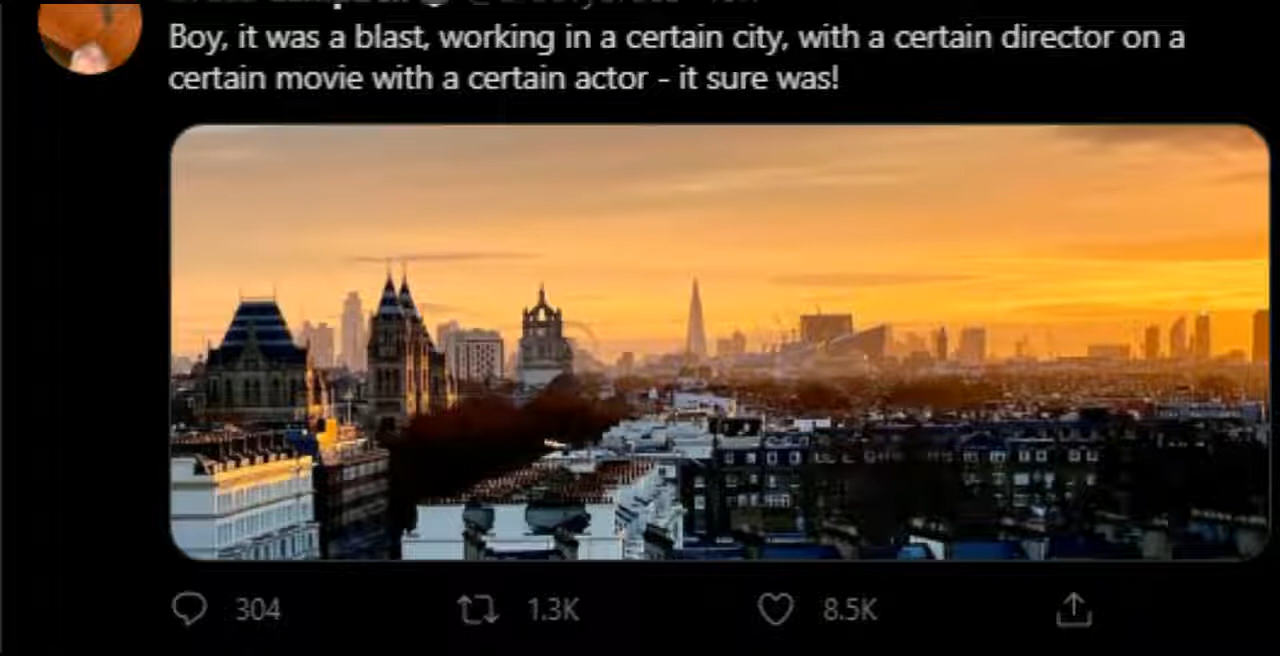 Boy, it was a blast, working in a certain city, with a certain director on a
certain movie with a certain actor - it sure was!
304 1.3K 8.5K